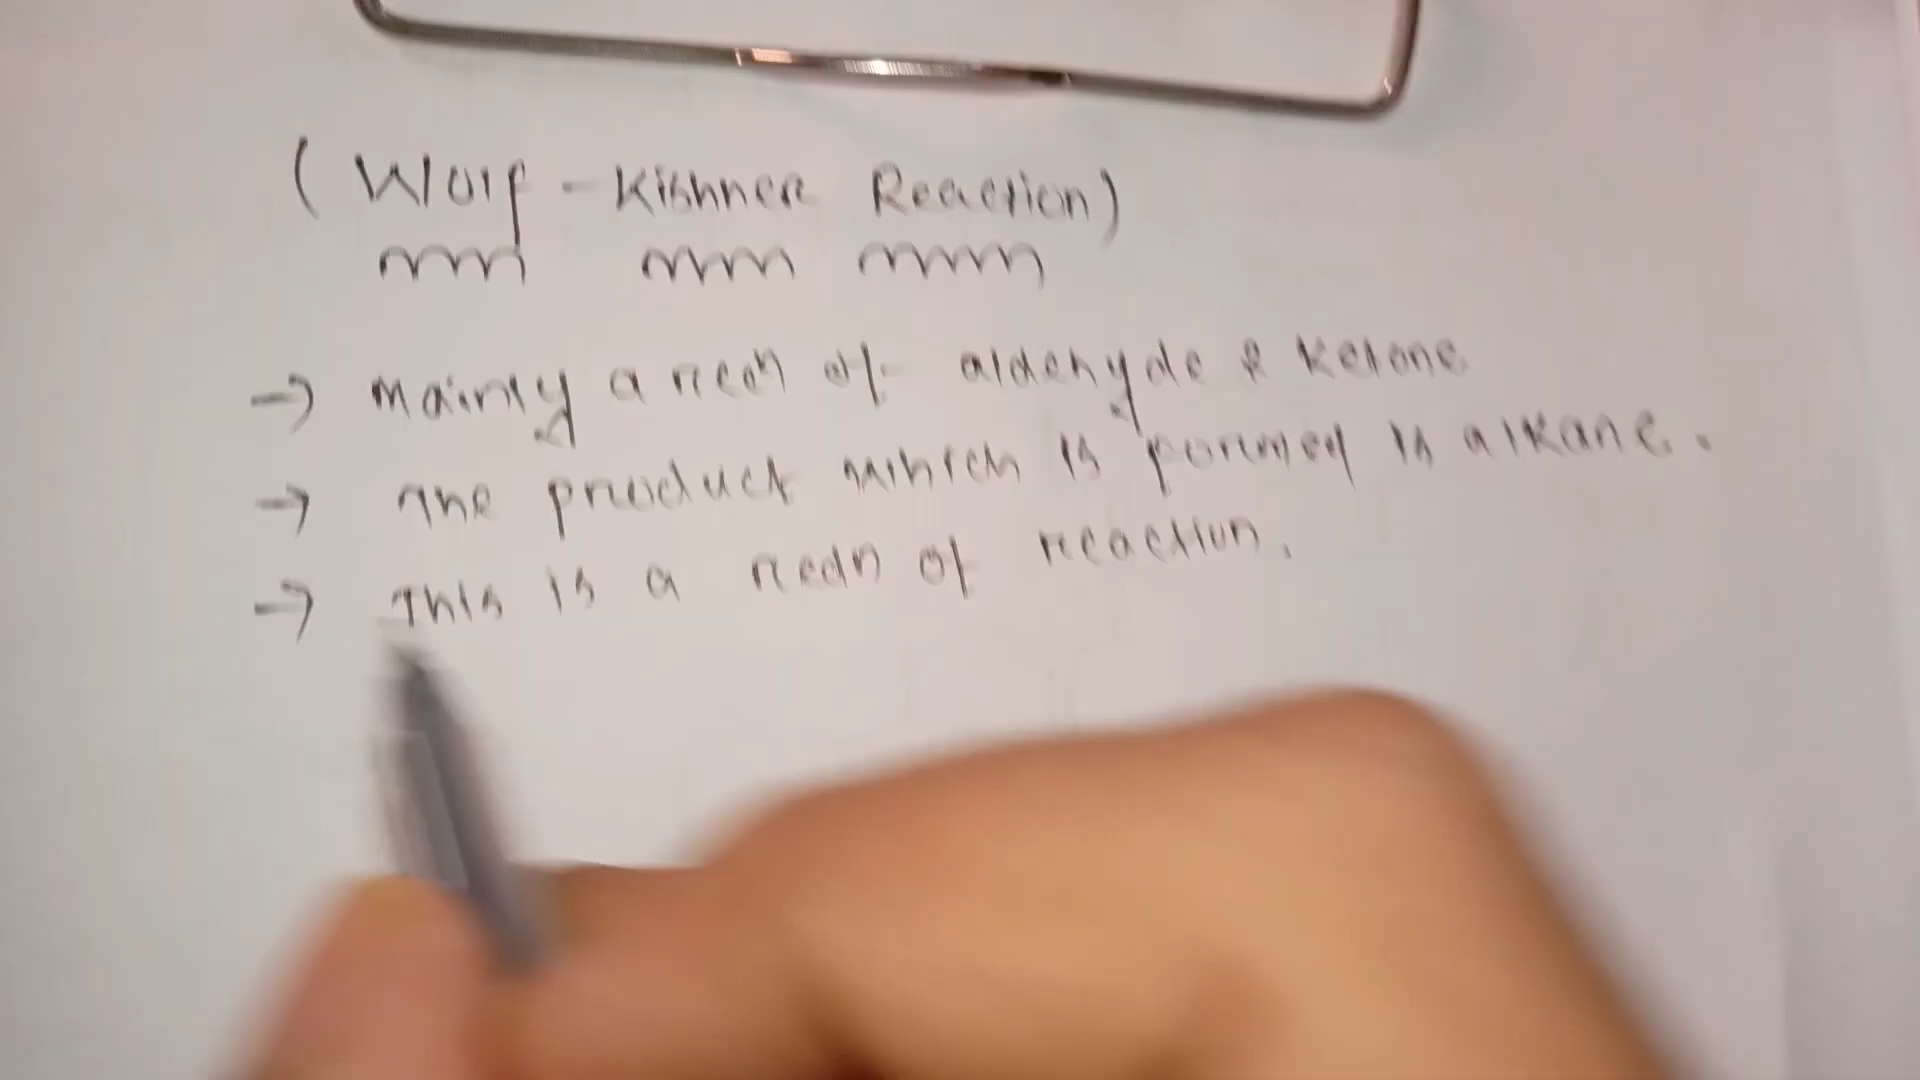 (Wolf - Kishner Reaction)
→ Mainly a redn of aldehyde & Ketone
→ The product which is formed is alkane.
→ This is a redn of reaction.